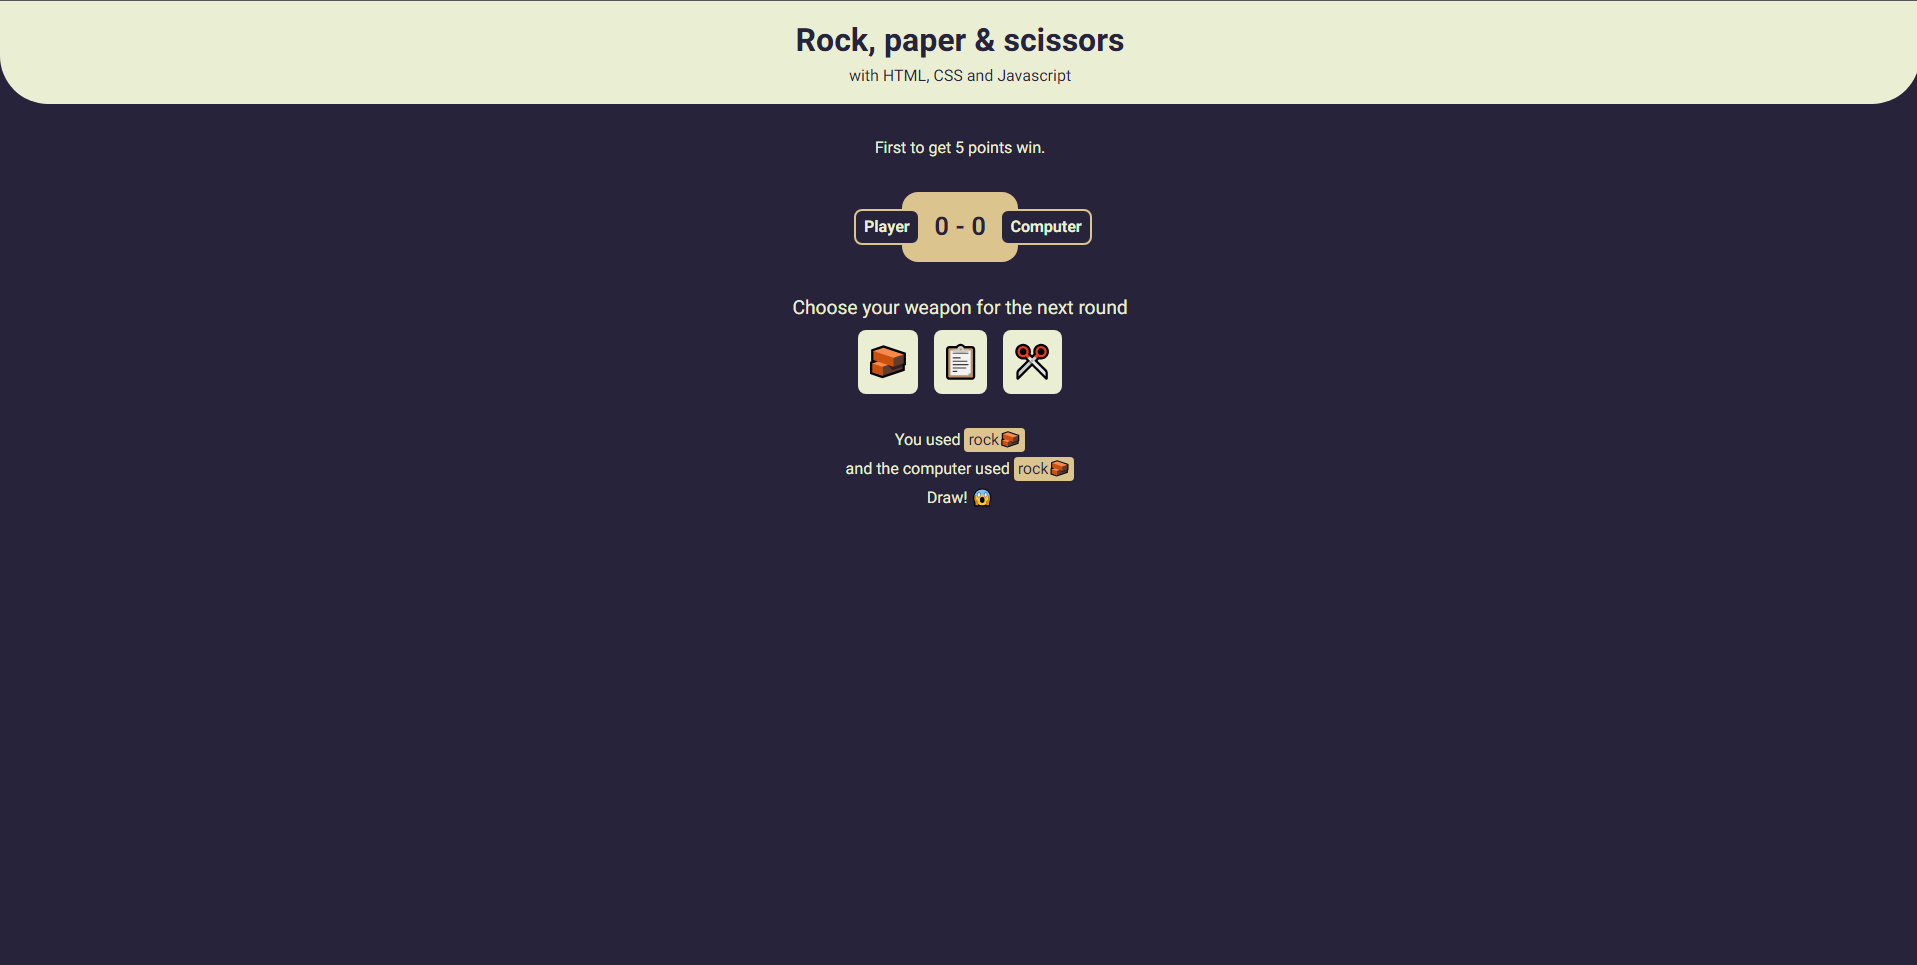 Rock, paper & scissors
with HTML, CSS and Javascript
First to get 5 points win.
Player 0 - 0 Computer
Choose your weapon for the next round
You used rock
and the computer used rock
Draw!